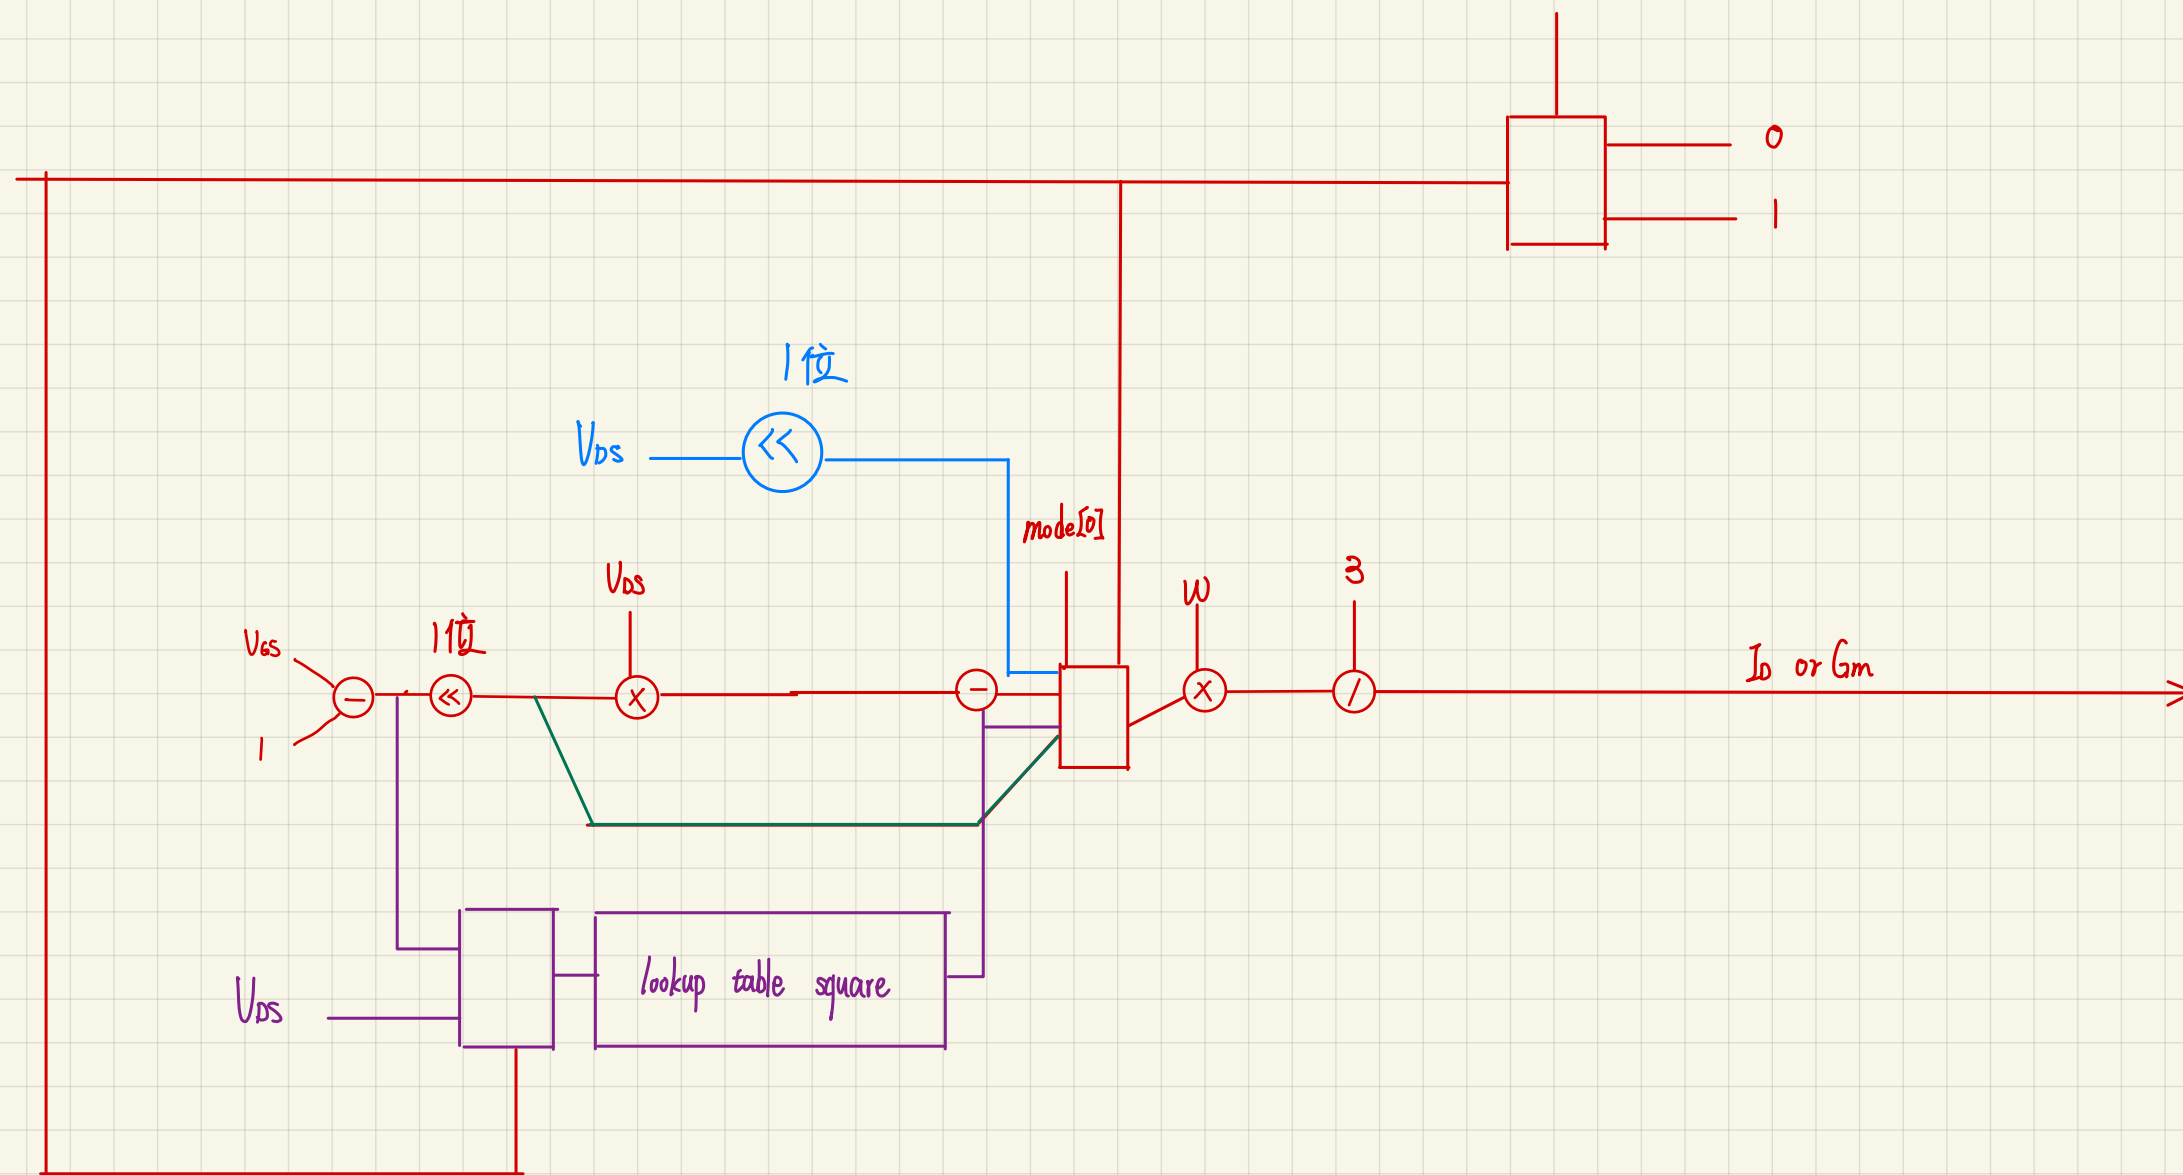 0
1
1位
VDS
<<
mode[0]
VDS
W
3
VGS
1位
ID or Gm
−
<<
X
−
X
/
1
lookup table square
VDS